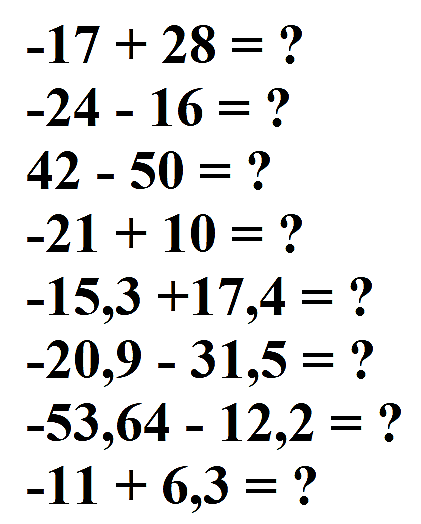 -17 + 28 = ?
-24 - 16 = ?
42 - 50 = ?
-21 + 10 = ?
-15,3 +17,4 = ?
-20,9 - 31,5 = ?
-53,64 - 12,2 = ?
-11 + 6,3 = ?